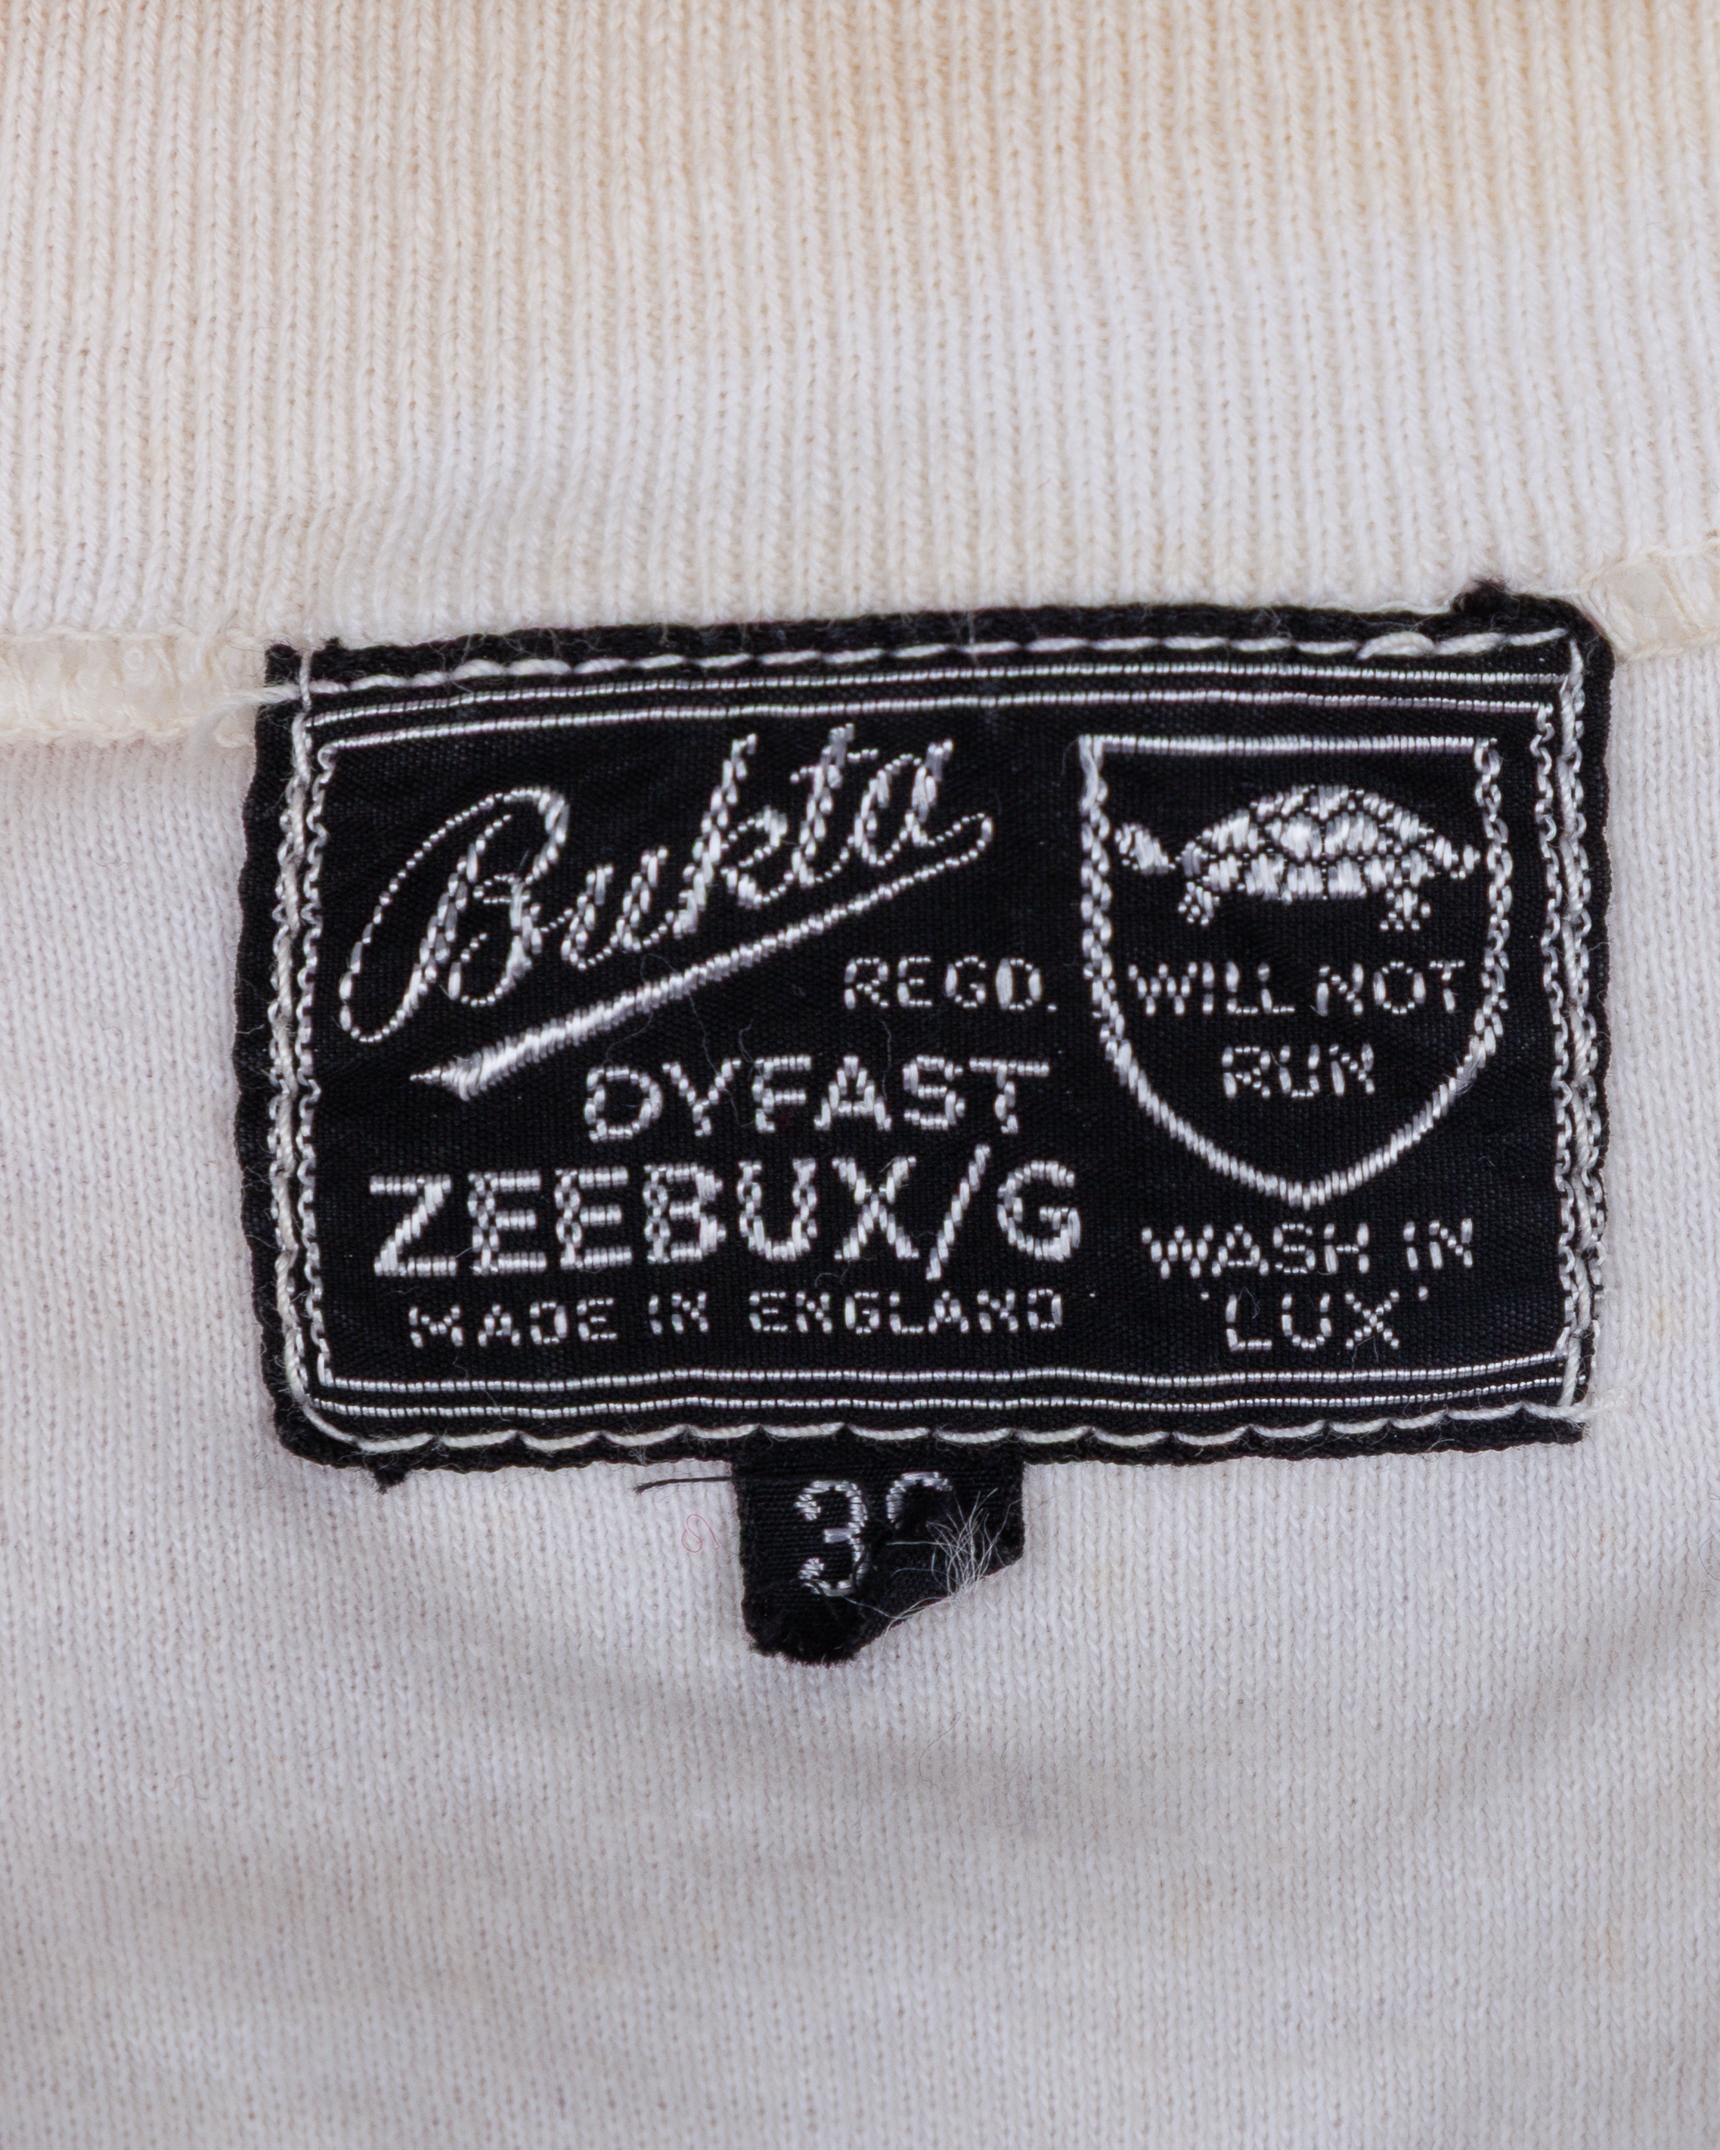 Bukta
REGD.
DYFAST
ZEEBUX/G
MADE IN ENGLAND
WILL NOT
RUN
WASH IN
'LUX'